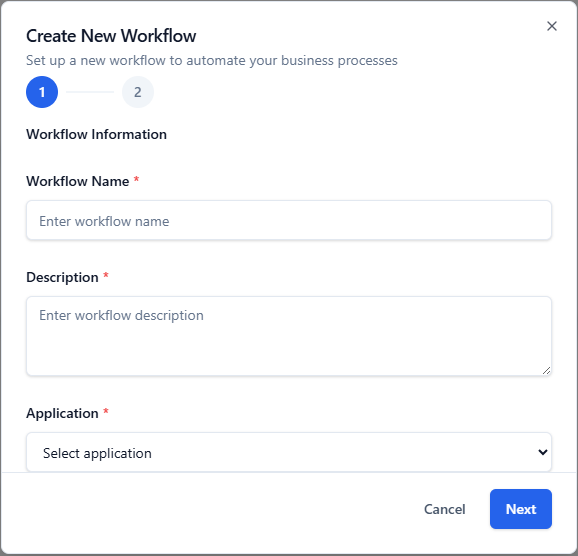 Create New Workflow
Set up a new workflow to automate your business processes
1 2
Workflow Information
Workflow Name *
Enter workflow name
Description *
Enter workflow description
Application *
Select application
Cancel Next